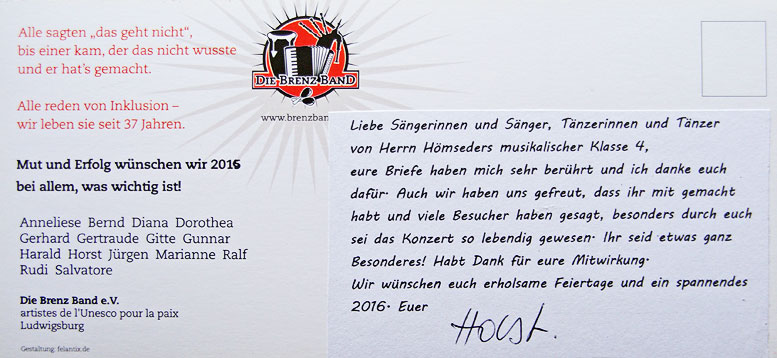 Alle sagten „das geht nicht“,
bis einer kam, der das nicht wusste
und er hat's gemacht.
Alle reden von Inklusion –
wir leben sie seit 37 Jahren.
Mut und Erfolg wünschen wir 2016
bei allem, was wichtig ist!
Anneliese Bernd Diana Dorothea
Gerhard Gertraude Gitte Gunnar
Harald Horst Jürgen Marianne Ralf
Rudi Salvatore
Die Brenz Band e.V.
artistes de l'Unesco pour la paix
Ludwigsburg
Gestaltung: felantix.de
DIE BRENZ BAND
www.brenzban
Liebe Sängerinnen und Sänger, Tänzerinnen und Tänzer
von Herrn Hömseders musikalischer Klasse 4,
eure Briefe haben mich sehr berührt und ich danke euch
dafür. Auch wir haben uns gefreut, dass ihr mit gemacht
habt und viele Besucher haben gesagt, besonders durch euch
sei das Konzert so lebendig gewesen. Ihr seid etwas ganz
Besonderes! Habt Dank für eure Mitwirkung.
Wir wünschen euch erholsame Feiertage und ein spannendes
2016. Euer
Horst.